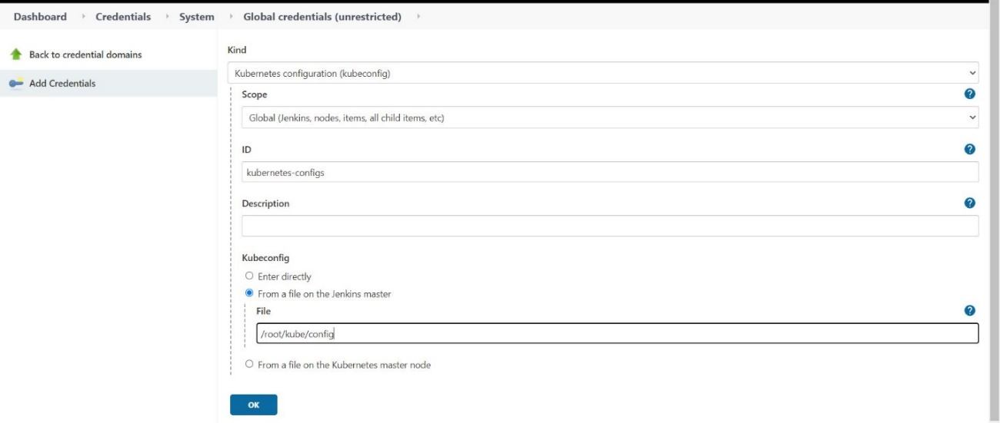 Dashboard Credentials System Global credentials (unrestricted)
Back to credential domains
Add Credentials
Kind
Kubernetes configuration (kubeconfig)
Scope ?
Global (Jenkins, nodes, items, all child items, etc)
ID ?
kubernetes-configs
Description ?
Kubeconfig
Enter directly
From a file on the Jenkins master
File ?
/root/kube/config
From a file on the Kubernetes master node
OK